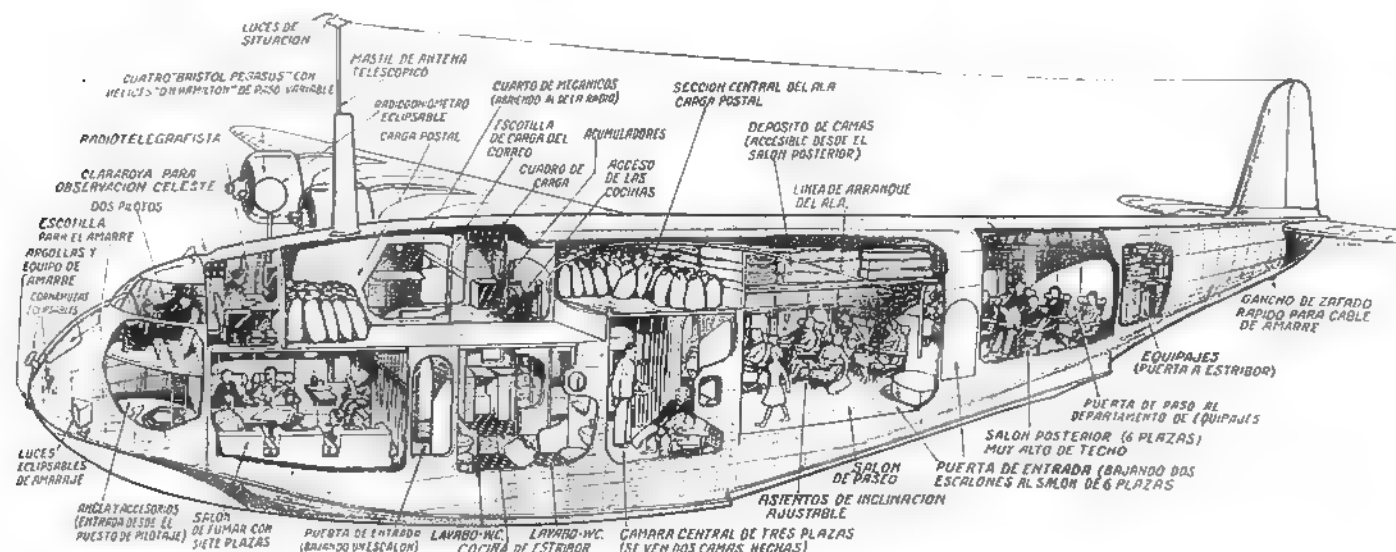 LUCES DE
SITUACION
MASTIL DE ANTENA
TELESCOPICO
CUATRO "BRISTOL PEGASUS" CON
HELICES DE PASO VARIABLE
RADIOGONIOMETRO
ECLIPSABLE
RADIOTELEGRAFISTA
CARGA POSTAL
CUARTO DE MECANICOS
(ABRIENDO AL DE LA RADIO)
ESCOTILLA
DE CARGA DEL
CORREO
CUADRO DE
CARGA
ACUMULADORES
ACCESO
DE LAS
COCINAS
SECCION CENTRAL DEL ALA
CARGA POSTAL
DEPOSITO DE CAMAS
(ACCESIBLE DESDE EL
SALON POSTERIOR)
LINEA DE ARRANQUE
DEL ALA
CLARABOYA PARA
OBSERVACION CELESTE
DOS PILOTOS
ESCOTILLA
PARA EL AMARRE
ARGOLLAS Y
EQUIPO DE
AMARRE
CORNAMUSAS
ECLIPSABLES
LUCES
ECLIPSABLES
DE AMARAJE
ANCLA Y ACCESORIOS
(ENTRADA DESDE EL
PUESTO DE PILOTAJE)
SALON
DE FUMAR CON
SIETE PLAZAS
PUERTA DE ENTRADA
(BAJANDO UN ESCALON)
LAVABO-WC.
COCINA DE ESTRIBOR
LAVABO-WC.
CAMARA CENTRAL DE TRES PLAZAS
(SE VEN DOS CAMAS HECHAS)
ASIENTOS DE INCLINACION
AJUSTABLE
SALON
DE PASEO
PUERTA DE ENTRADA (BAJANDO DOS
ESCALONES AL SALON DE 6 PLAZAS
SALON POSTERIOR (6 PLAZAS)
MUY ALTO DE TECHO
PUERTA DE PASO AL
DEPARTAMENTO DE EQUIPAJES
EQUIPAJES
(PUERTA A ESTRIBOR)
GANCHO DE ZAFADO
RAPIDO PARA CABLE
DE AMARRE